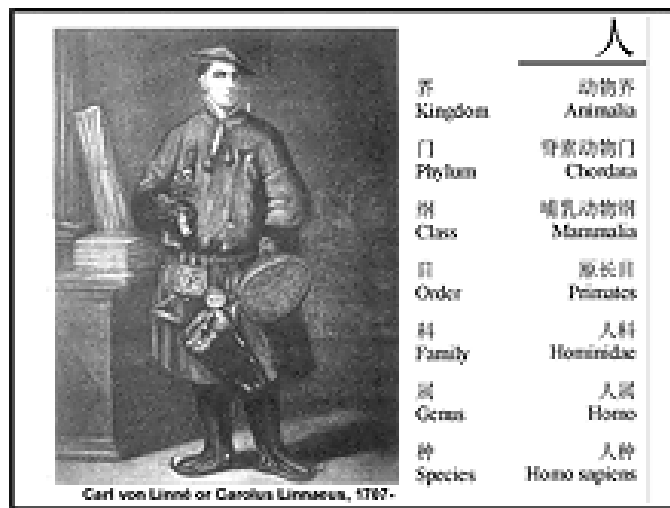 人
界 动物界
Kingdom Animalia
门 脊索动物门
Phylum Chordata
纲 哺乳动物纲
Class Mammalia
目 灵长目
Order Primates
科 人科
Family Hominidae
属 人属
Genus Homo
种 人种
Species Homo sapiens
Carl von Linné or Carolus Linnaeus, 1707-